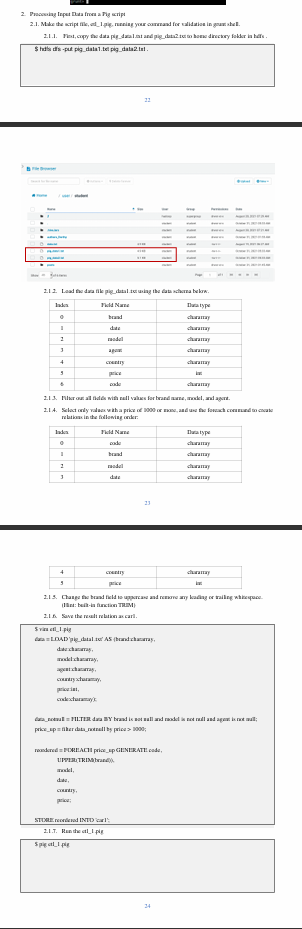 2. Processing Input Data from a Pig script
2.1. Make the script file, etl_1.pig, running your command for validation in grunt shell.
2.1.1. First, copy the data pig_data1.txt and pig_data2.txt to home directory folder in hdfs .
$ hdfs dfs -put pig_data1.txt pig_data2.txt .
22
File Browser
Home / user / student
Name Size User Group Permissions Date
2.1.2. Load the data file pig_data1.txt using the data schema below.
Index Field Name Data type
0 brand chararray
1 date chararray
2 model chararray
3 agent chararray
4 country chararray
5 price int
6 code chararray
2.1.3. Filter out all fields with null values for brand name, model, and agent.
2.1.4. Select only values with a price of 1000 or more, and use the foreach command to create
relations in the following order:
Index Field Name Data type
0 code chararray
1 brand chararray
2 model chararray
3 date chararray
23
4 country chararray
5 price int
2.1.5. Change the brand field to uppercase and remove any leading or trailing whitespace.
(Hint: built-in function TRIM)
2.1.6. Save the result relation as car1.
$ vim etl_1.pig
data = LOAD 'pig_data1.txt' AS (brand:chararray,
date:chararray,
model:chararray,
agent:chararray,
country:chararray,
price:int,
code:chararray);
data_notnull = FILTER data BY brand is not null and model is not null and agent is not null;
price_up = filter data_notnull by price > 1000;
reordered = FOREACH price_up GENERATE code,
UPPER(TRIM(brand)),
model,
date,
country,
price;
STORE reordered INTO 'car1';
2.1.7. Run the etl_1.pig
$ pig etl_1.pig
24